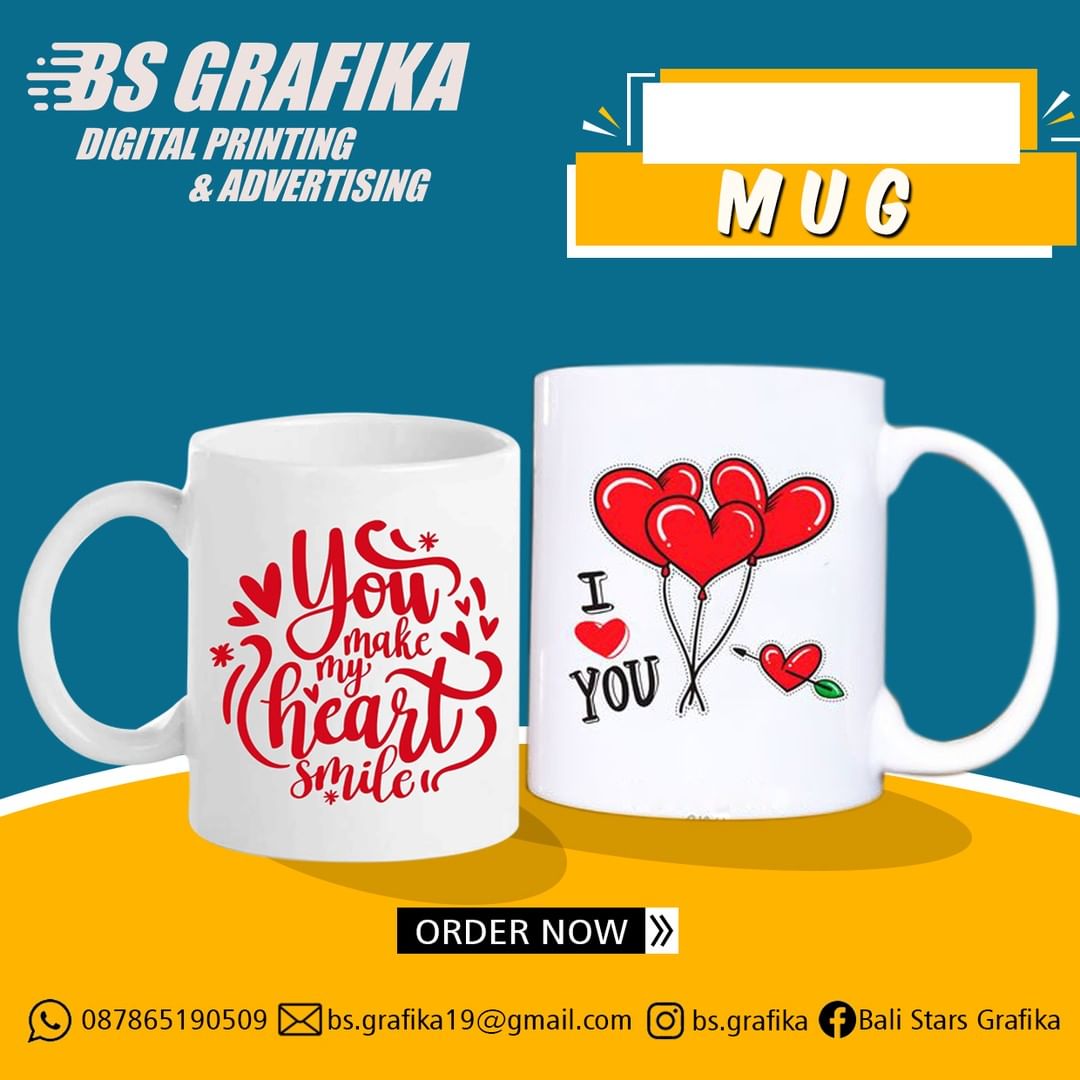 BS GRAFIKA
DIGITAL PRINTING
& ADVERTISING
MUG
You
make
my
heart
smile
I
YOU
ORDER NOW
087865190509 bs.grafika19@gmail.com bs.grafika Bali Stars Grafika